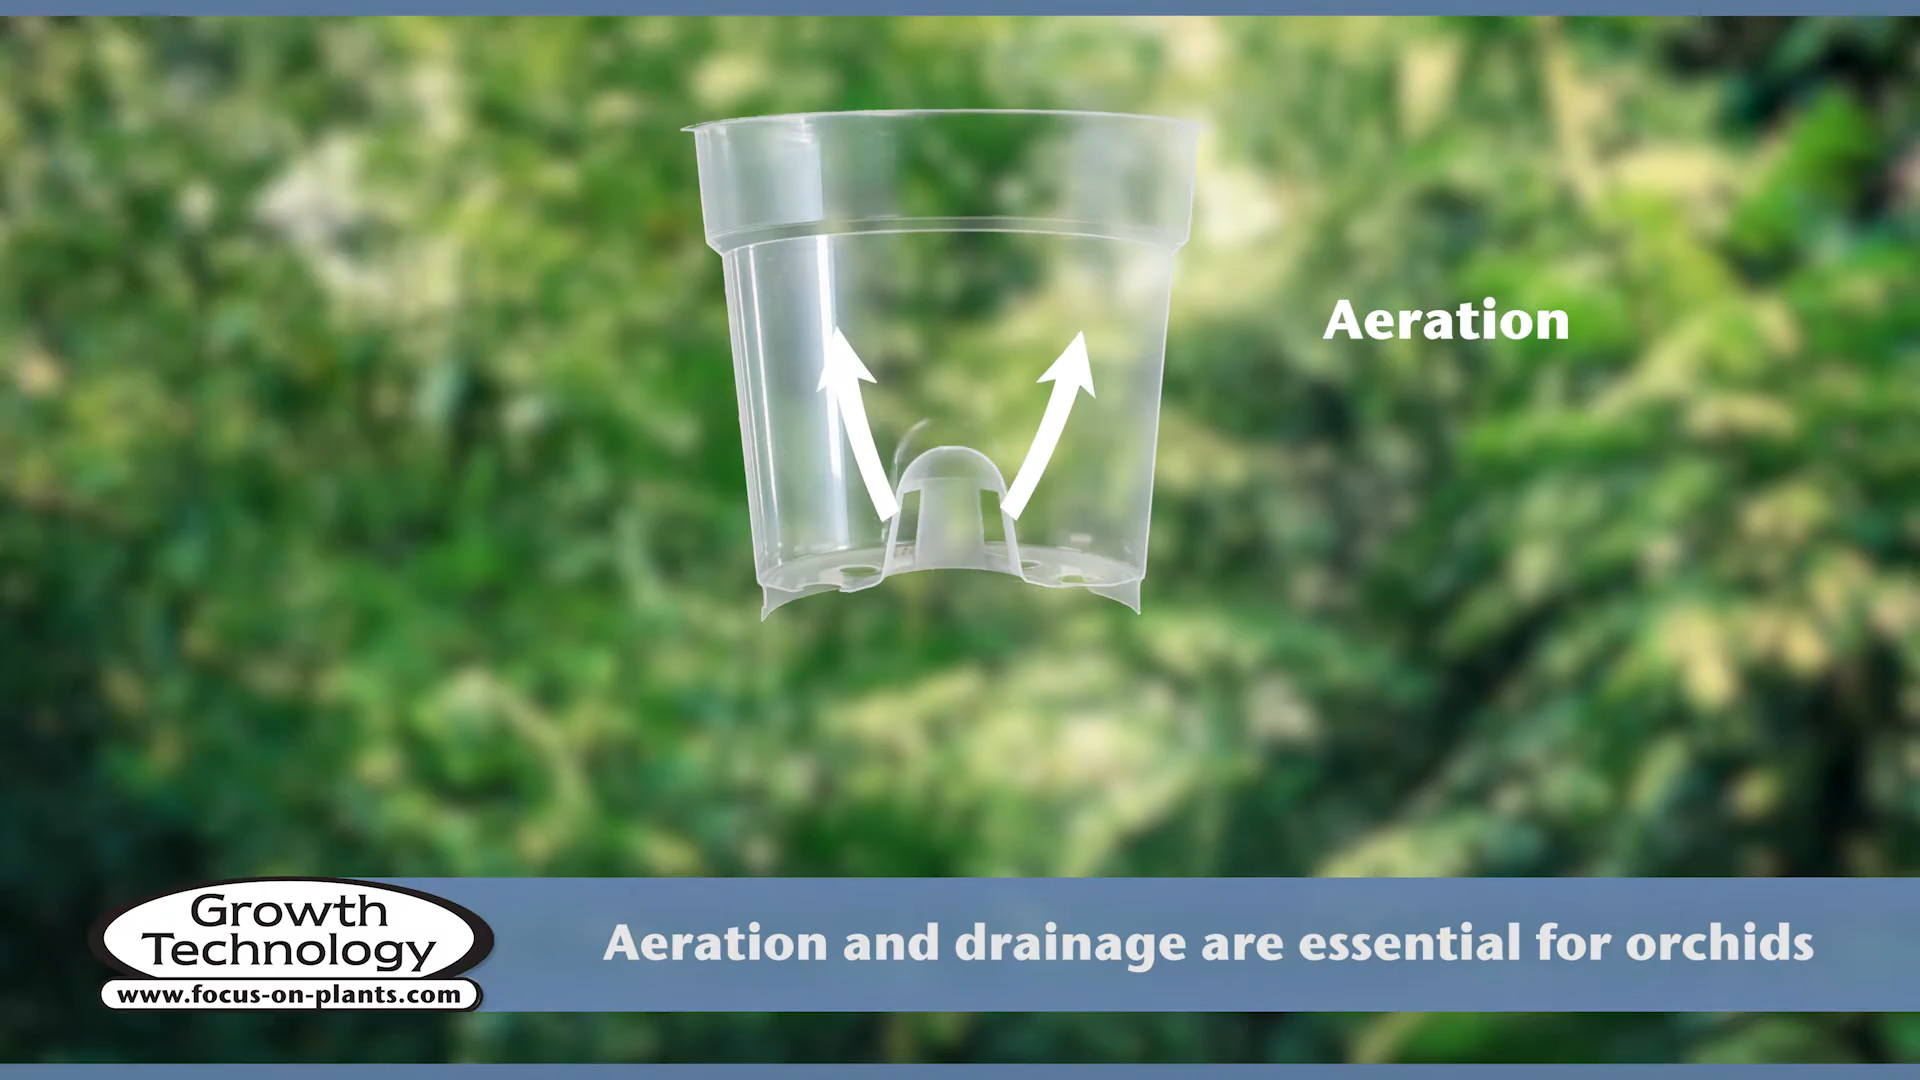 Aeration
Growth
Technology
www.focus-on-plants.com
Aeration and drainage are essential for orchids